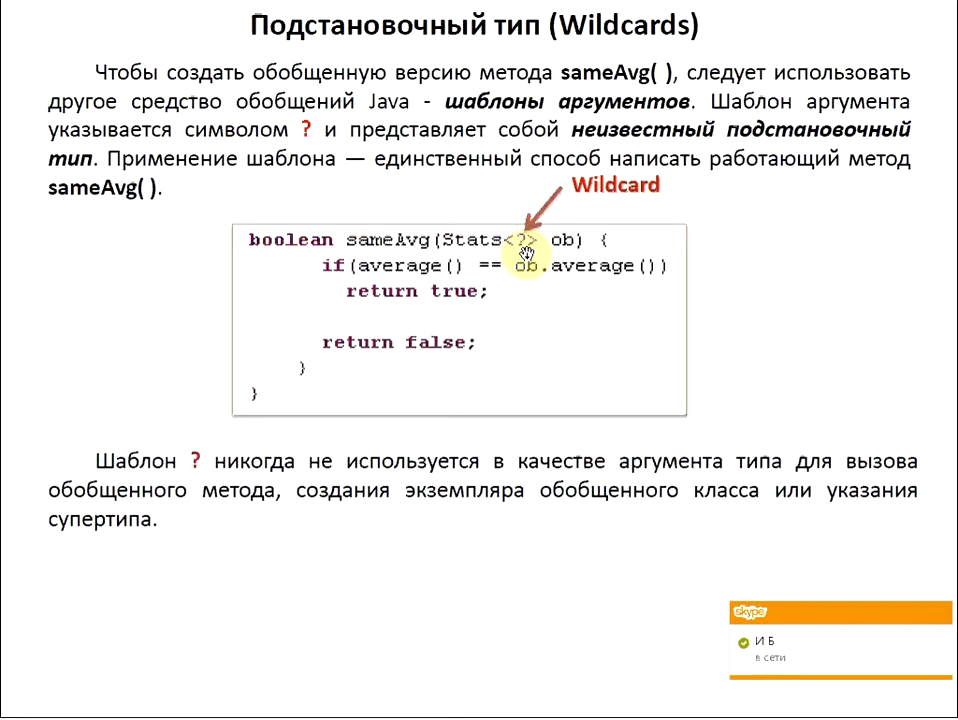 Подстановочный тип (Wildcards)
Чтобы создать обобщенную версию метода sameAvg( ), следует использовать
другое средство обобщений Java - шаблоны аргументов. Шаблон аргумента
указывается символом ? и представляет собой неизвестный подстановочный
тип. Применение шаблона — единственный способ написать работающий метод
sameAvg( ).
Wildcard
boolean sameAvg(Stats<?> ob) {
if(average() == ob.average())
return true;
return false;
}
}
Шаблон ? никогда не используется в качестве аргумента типа для вызова
обобщенного метода, создания экземпляра обобщенного класса или указания
супертипа.
skype
И Б
в сети